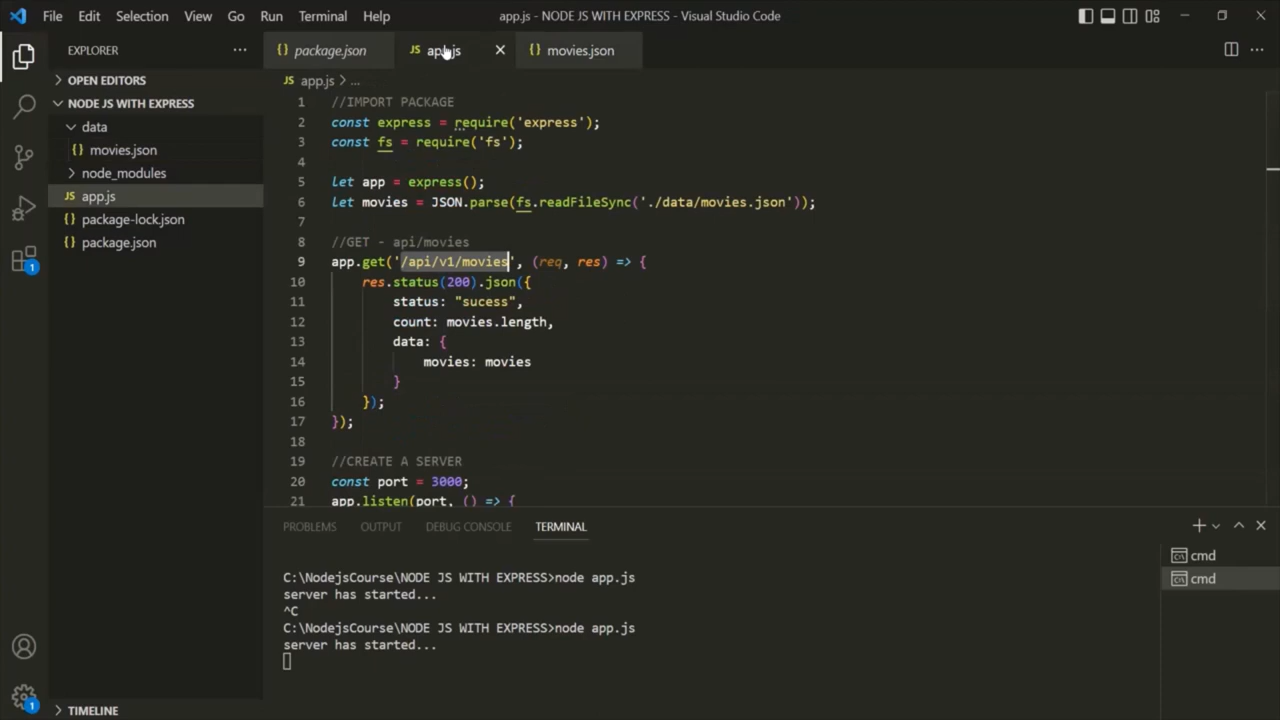 File Edit Selection View Go Run Terminal Help app.js - NODE JS WITH EXPRESS - Visual Studio Code
EXPLORER
OPEN EDITORS
NODE JS WITH EXPRESS
data
{} movies.json
node_modules
JS app.js
{} package-lock.json
{} package.json
TIMELINE
1
1
{} package.json JS app.js {} movies.json
JS app.js > ...
1 //IMPORT PACKAGE
2 const express = require('express');
3 const fs = require('fs');
4
5 let app = express();
6 let movies = JSON.parse(fs.readFileSync('./data/movies.json'));
7
8 //GET - api/movies
9 app.get('/api/v1/movies', (req, res) => {
10 res.status(200).json({
11 status: "sucess",
12 count: movies.length,
13 data: {
14 movies: movies
15 }
16 });
17 });
18
19 //CREATE A SERVER
20 const port = 3000;
21 app.listen(port, () => {
PROBLEMS OUTPUT DEBUG CONSOLE TERMINAL
C:\NodejsCourse\NODE JS WITH EXPRESS>node app.js
server has started...
^C
C:\NodejsCourse\NODE JS WITH EXPRESS>node app.js
server has started...
cmd
cmd